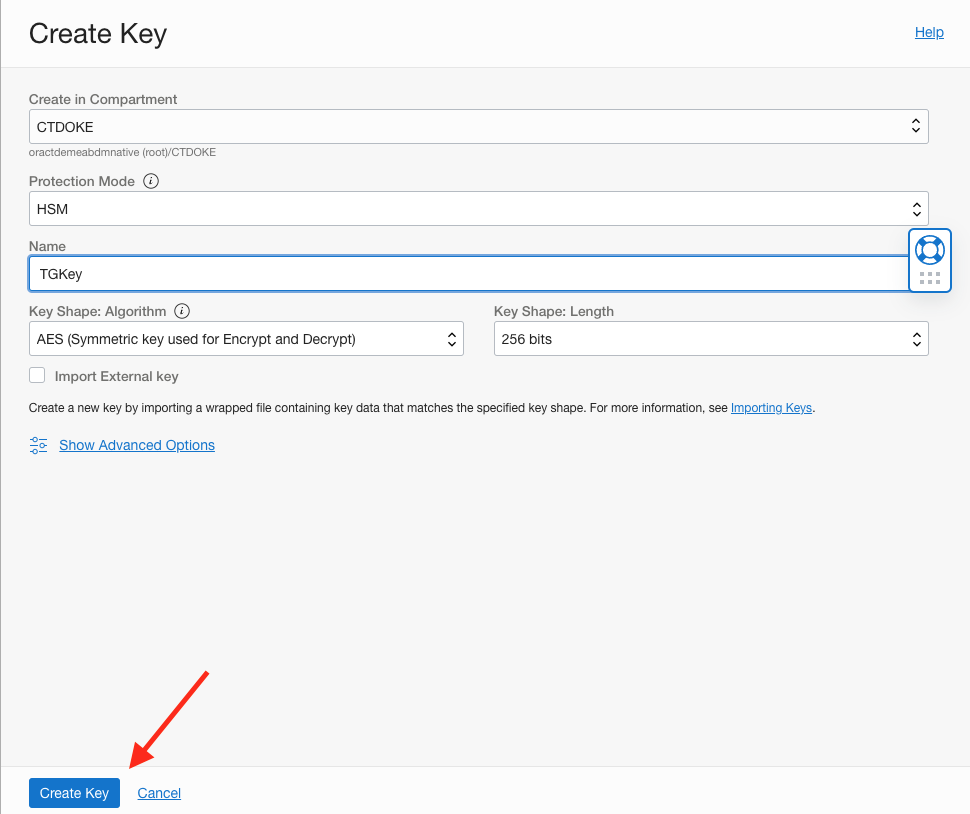 Create Key
Help
Create in Compartment
CTDOKE
oractdemeabdmnative (root)/CTDOKE
Protection Mode
HSM
Name
TGKey
Key Shape: Algorithm
Key Shape: Length
AES (Symmetric key used for Encrypt and Decrypt)
256 bits
Import External key
Create a new key by importing a wrapped file containing key data that matches the specified key shape. For more information, see Importing Keys.
Show Advanced Options
Create Key
Cancel